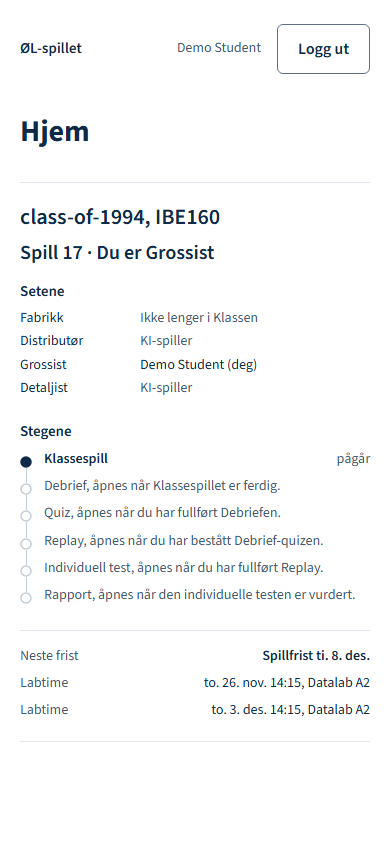 ØL-spillet
Demo Student
Logg ut
Hjem
class-of-1994, IBE160
Spill 17 · Du er Grossist
Setene
Fabrikk Ikke lenger i Klassen
Distributør KI-spiller
Grossist Demo Student (deg)
Detaljist KI-spiller
Stegene
Klassespill pågår
Debrief, åpnes når Klassespillet er ferdig.
Quiz, åpnes når du har fullført Debriefen.
Replay, åpnes når du har bestått Debrief-quizen.
Individuell test, åpnes når du har fullført Replay.
Rapport, åpnes når den individuelle testen er vurdert.
Neste frist Spillfrist ti. 8. des.
Labtime to. 26. nov. 14:15, Datalab A2
Labtime to. 3. des. 14:15, Datalab A2